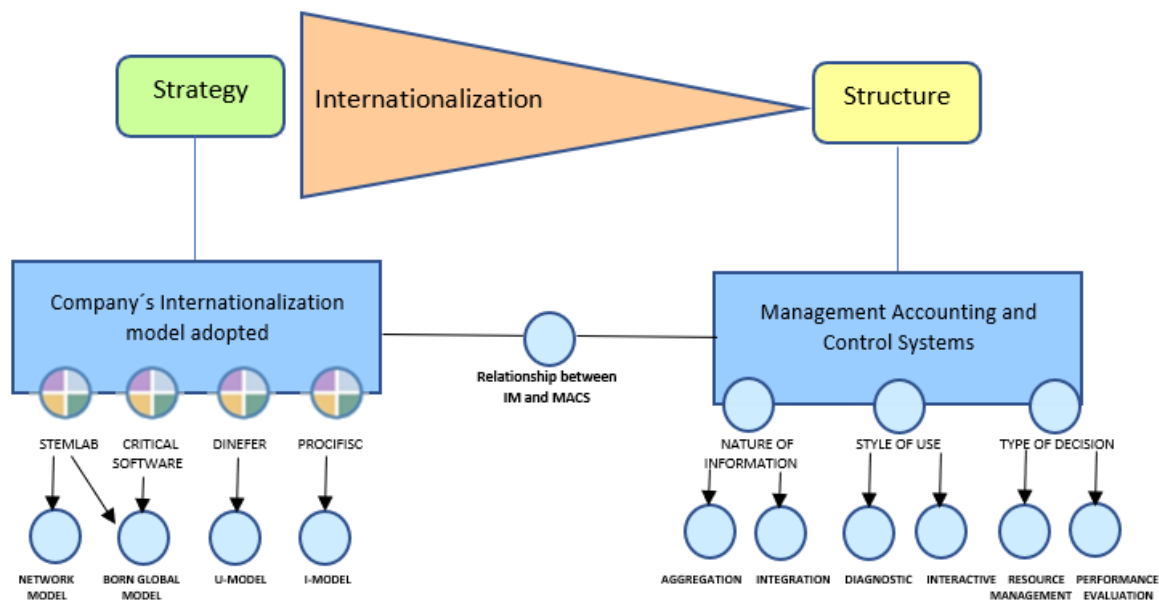 Strategy
Internationalization
Structure
Company´s Internationalization
model adopted
Management Accounting and
Control Systems
Relationship between
IM and MACS
STEMLAB
CRITICAL
SOFTWARE
DINEFER
PROCIFISC
NATURE OF
INFORMATION
STYLE OF USE
TYPE OF DECISION
NETWORK
MODEL
BORN GLOBAL
MODEL
U-MODEL
I-MODEL
AGGREGATION
INTEGRATION
DIAGNOSTIC
INTERACTIVE
RESOURCE
MANAGEMENT
PERFORMANCE
EVALUATION